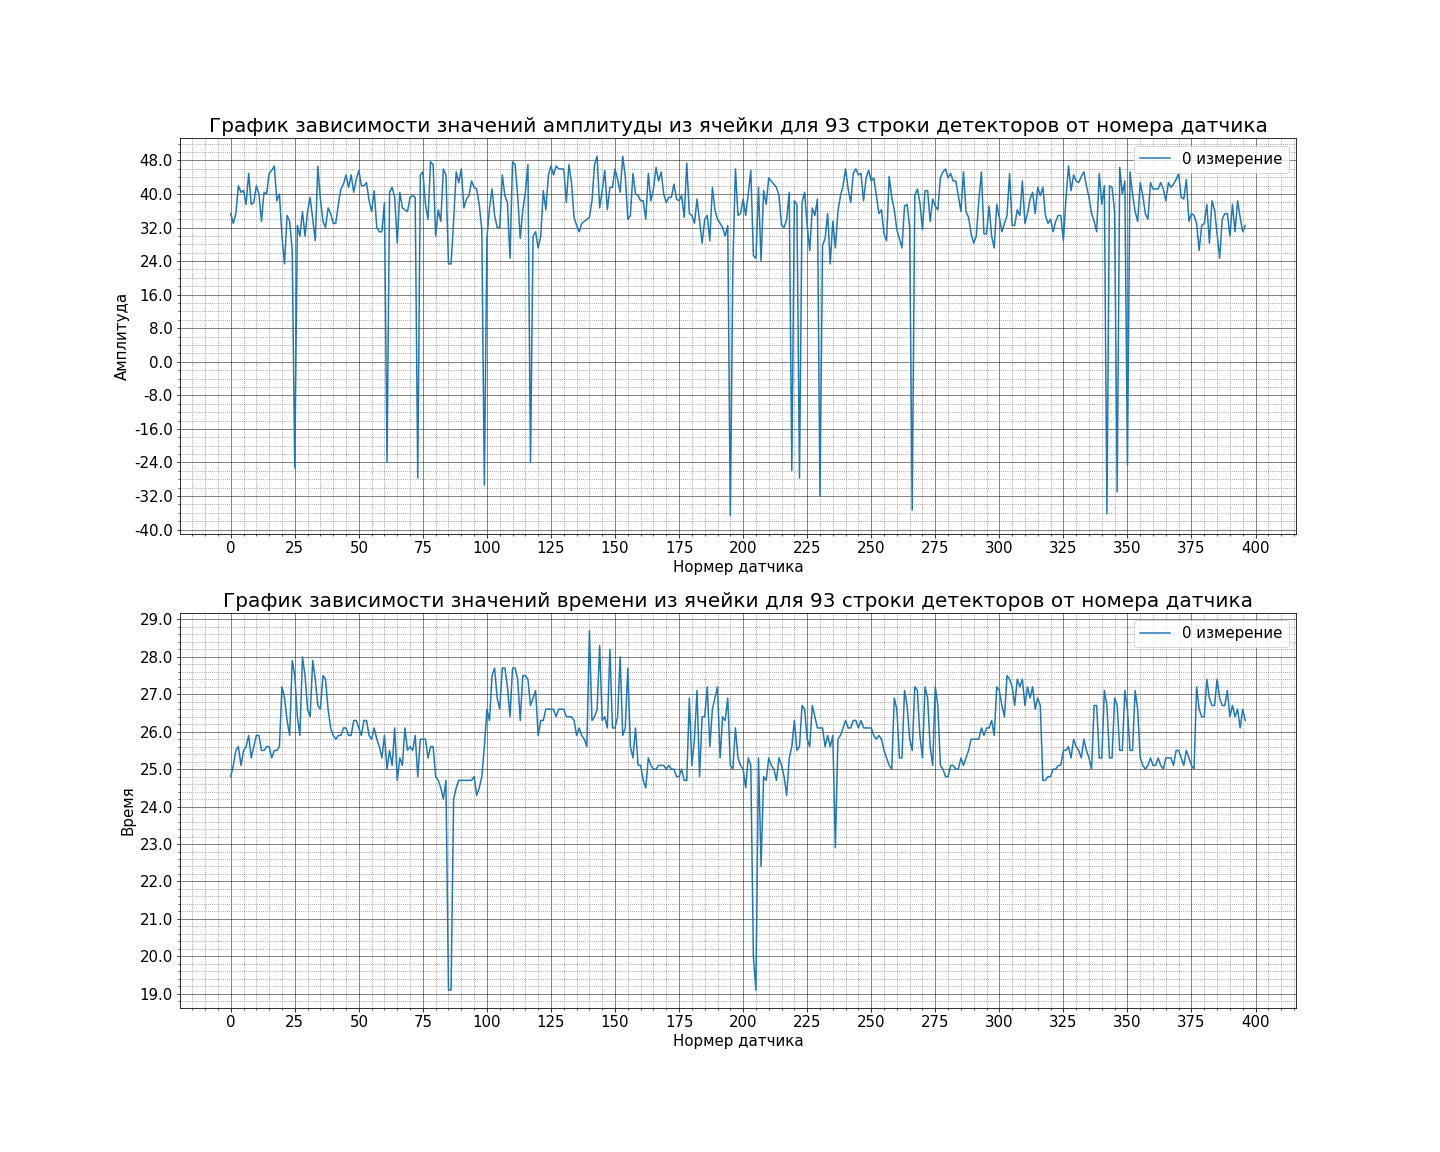 График зависимости значений амплитуды из ячейки для 93 строки детекторов от номера датчика
0 измерение
48.0
40.0
32.0
24.0
16.0
8.0
0.0
-8.0
-16.0
-24.0
-32.0
-40.0
Амплитуда
0 25 50 75 100 125 150 175 200 225 250 275 300 325 350 375 400
Нормер датчика
График зависимости значений времени из ячейки для 93 строки детекторов от номера датчика
0 измерение
29.0
28.0
27.0
26.0
25.0
24.0
23.0
22.0
21.0
20.0
19.0
Время
0 25 50 75 100 125 150 175 200 225 250 275 300 325 350 375 400
Нормер датчика